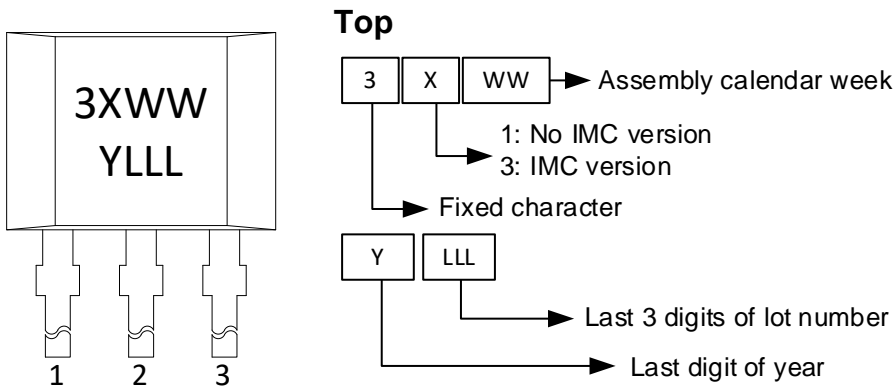 Top
3XWW
YLLL
3 X WW Assembly calendar week
1: No IMC version
3: IMC version
Fixed character
Y LLL
Last 3 digits of lot number
Last digit of year
1 2 3